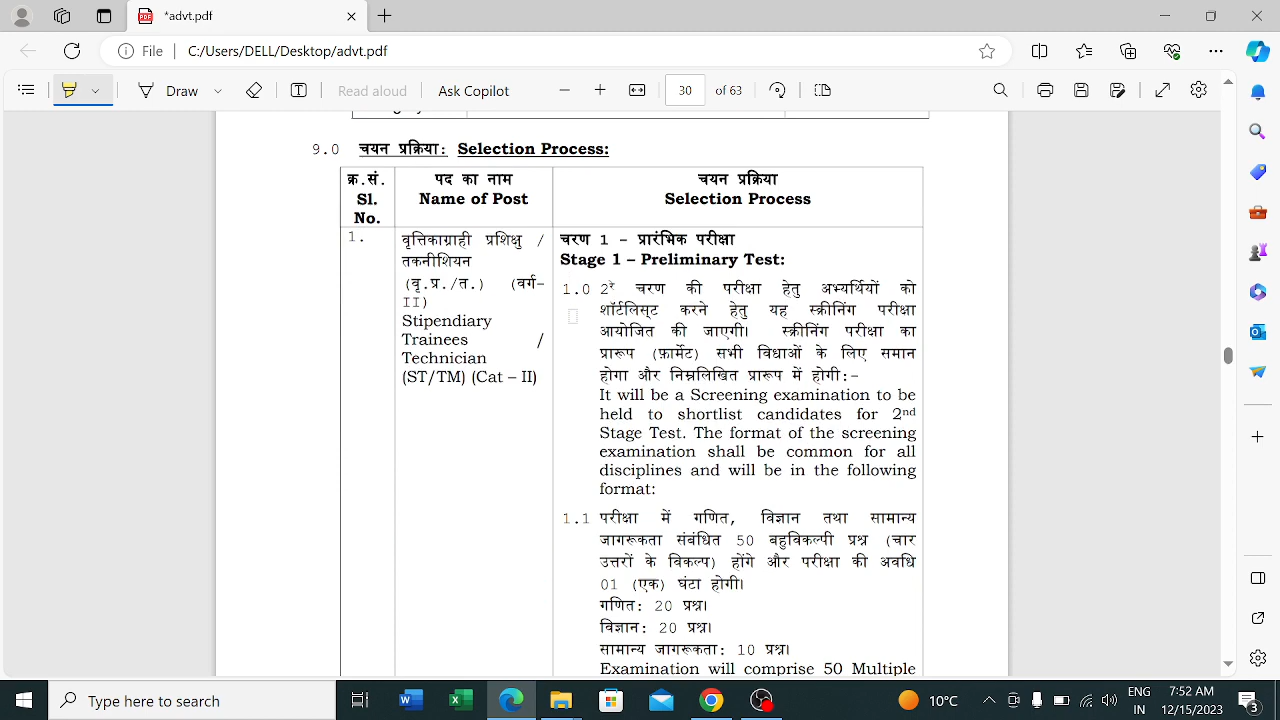 *advt.pdf
File
C:/Users/DELL/Desktop/advt.pdf
Draw
Read aloud
Ask Copilot
30 of 63
9.0 चयन प्रक्रिया: Selection Process:
क्र.सं.
Sl.
No.
पद का नाम
Name of Post
चयन प्रक्रिया
Selection Process
1.
वृत्तिकाग्राही प्रशिक्षु /
तकनीशियन
(वृ.प्र./त.) (वर्ग-
II)
Stipendiary
Trainees /
Technician
(ST/TM) (Cat – II)
चरण 1 - प्रारंभिक परीक्षा
Stage 1 – Preliminary Test:
1.0 2रे चरण की परीक्षा हेतु अभ्यर्थियों को
शॉर्टलिस्ट करने हेतु यह स्क्रीनिंग परीक्षा
आयोजित की जाएगी। स्क्रीनिंग परीक्षा का
प्रारूप (फ़ार्मेट) सभी विधाओं के लिए समान
होगा और निम्नलिखित प्रारूप में होगी:-
It will be a Screening examination to be
held to shortlist candidates for 2nd
Stage Test. The format of the screening
examination shall be common for all
disciplines and will be in the following
format:
1.1 परीक्षा में गणित, विज्ञान तथा सामान्य
जागरूकता संबंधित 50 बहुविकल्पी प्रश्न (चार
उत्तरों के विकल्प) होंगे और परीक्षा की अवधि
01 (एक) घंटा होगी।
गणित: 20 प्रश्न।
विज्ञान: 20 प्रश्न।
सामान्य जागरूकता: 10 प्रश्न।
Examination will comprise 50 Multiple
Type here to search
10°C
ENG
IN
7:52 AM
12/15/2023
3